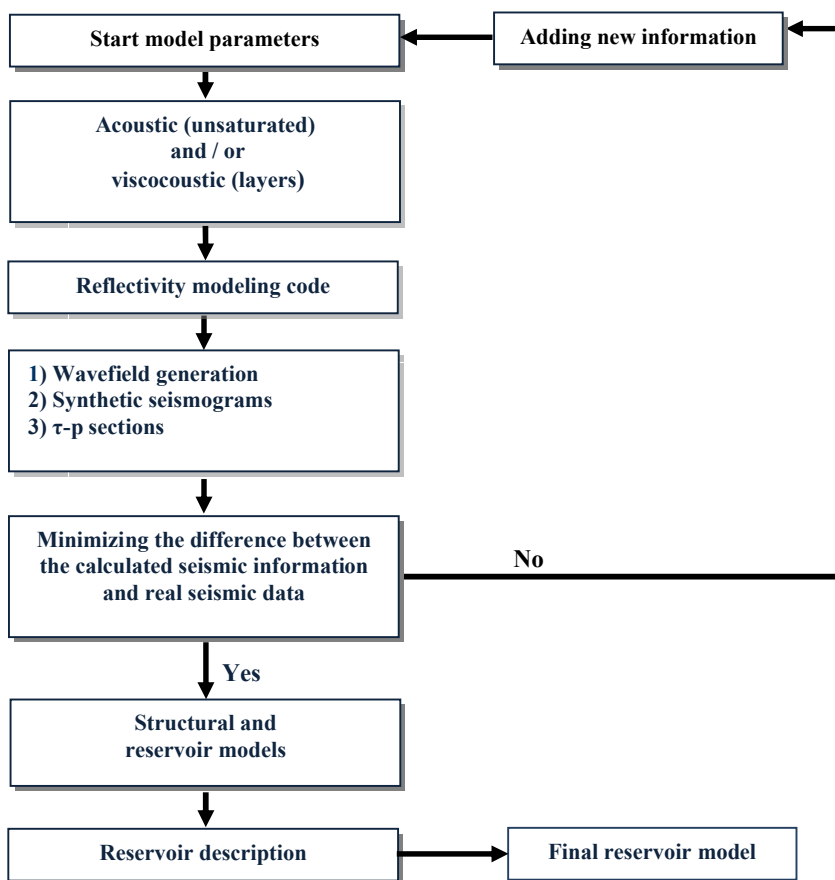 Start model parameters
Adding new information
Acoustic (unsaturated)
and / or
viscocoustic (layers)
Reflectivity modeling code
1) Wavefield generation
2) Synthetic seismograms
3) τ-p sections
Minimizing the difference between
the calculated seismic information
and real seismic data
No
Yes
Structural and
reservoir models
Reservoir description
Final reservoir model